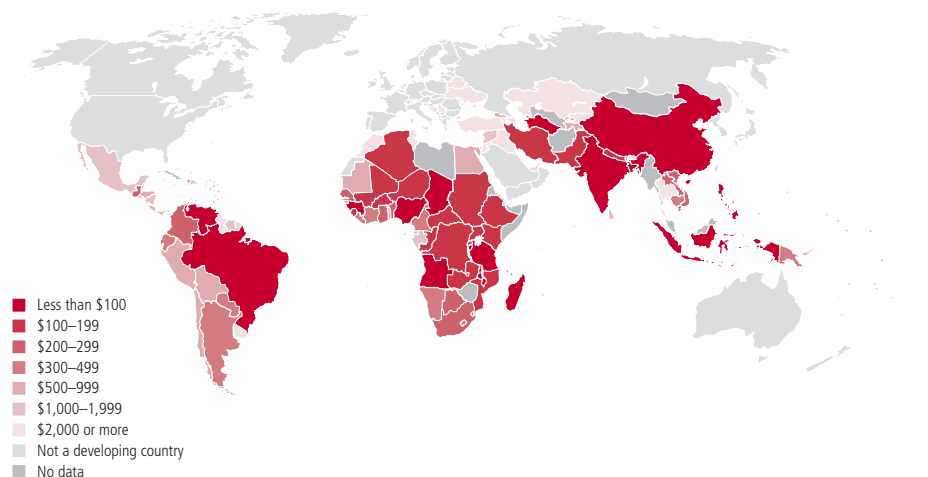 Less than $100
$100–199
$200–299
$300–499
$500–999
$1,000–1,999
$2,000 or more
Not a developing country
No data